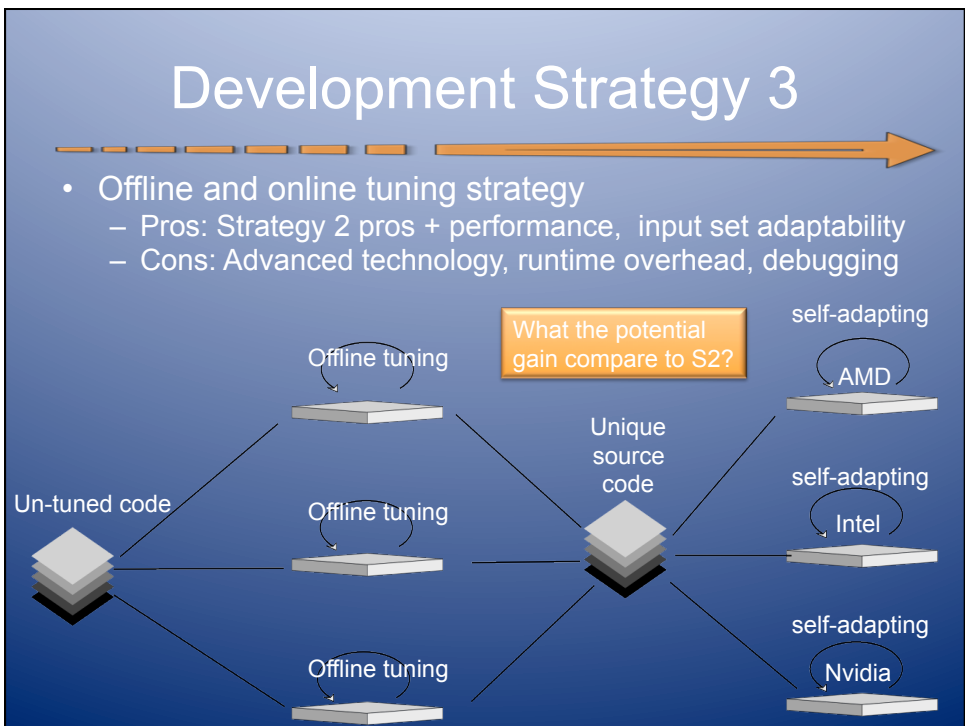 Development Strategy 3
• Offline and online tuning strategy
– Pros: Strategy 2 pros + performance, input set adaptability
– Cons: Advanced technology, runtime overhead, debugging
What the potential
gain compare to S2?
self-adapting
AMD
Offline tuning
Unique
source
code
Un-tuned code
Offline tuning
self-adapting
Intel
Offline tuning
self-adapting
Nvidia